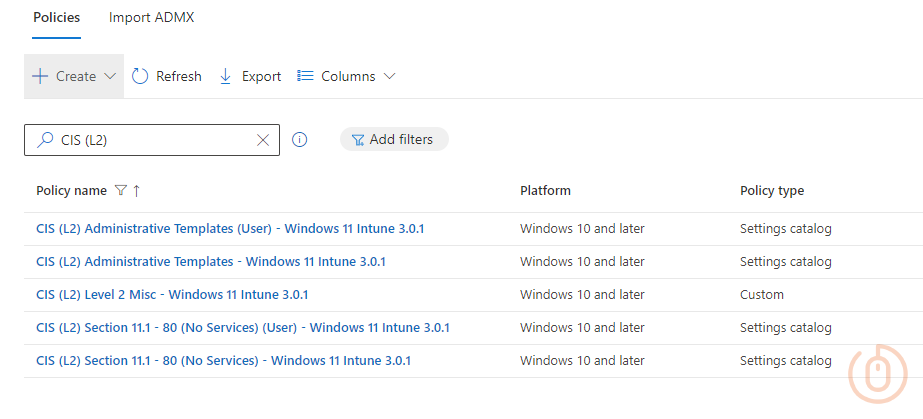 Policies Import ADMX
Create Refresh Export Columns
CIS (L2) Add filters
Policy name Platform Policy type
CIS (L2) Administrative Templates (User) - Windows 11 Intune 3.0.1 Windows 10 and later Settings catalog
CIS (L2) Administrative Templates - Windows 11 Intune 3.0.1 Windows 10 and later Settings catalog
CIS (L2) Level 2 Misc - Windows 11 Intune 3.0.1 Windows 10 and later Custom
CIS (L2) Section 11.1 - 80 (No Services) (User) - Windows 11 Intune 3.0.1 Windows 10 and later Settings catalog
CIS (L2) Section 11.1 - 80 (No Services) - Windows 11 Intune 3.0.1 Windows 10 and later Settings catalog